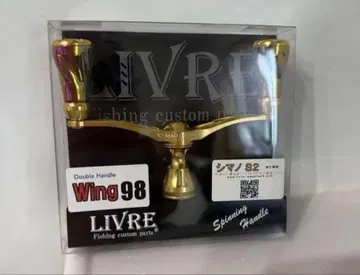 LIVRE
Fishing custom parts
Double Handle
Wing 98
シマノ S2
LIVRE
Fishing custom parts
Spinning
Handle